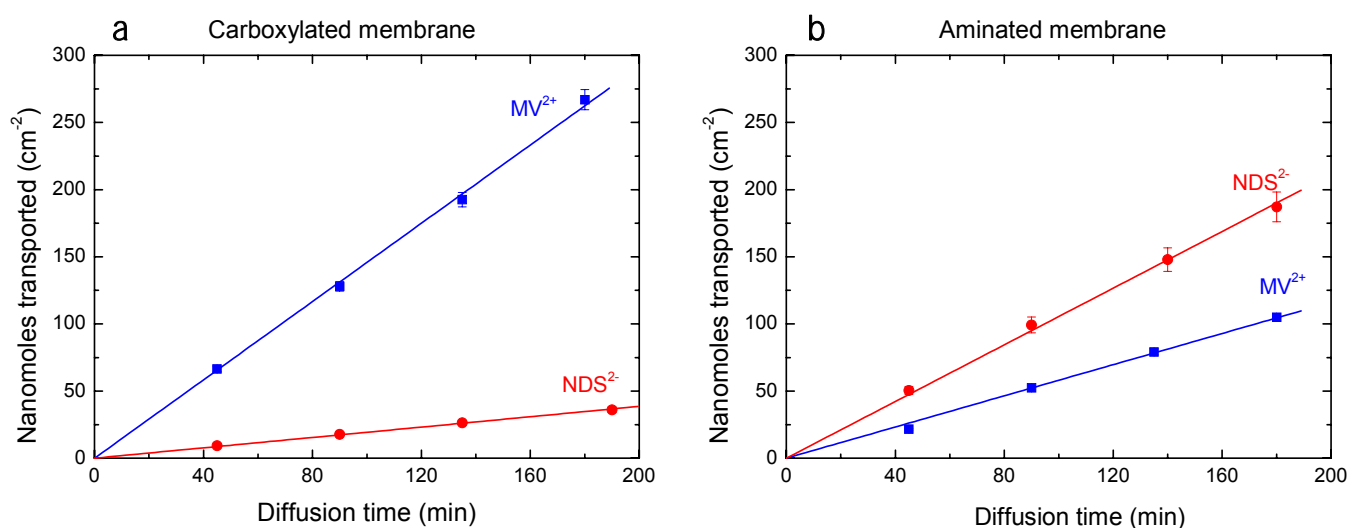 a Carboxylated membrane
Nanomoles transported (cm⁻²)
300
250
200
150
100
50
0
MV²⁺
NDS²⁻
0 40 80 120 160 200
Diffusion time (min)
b Aminated membrane
Nanomoles transported (cm⁻²)
300
250
200
150
100
50
0
NDS²⁻
MV²⁺
0 40 80 120 160 200
Diffusion time (min)